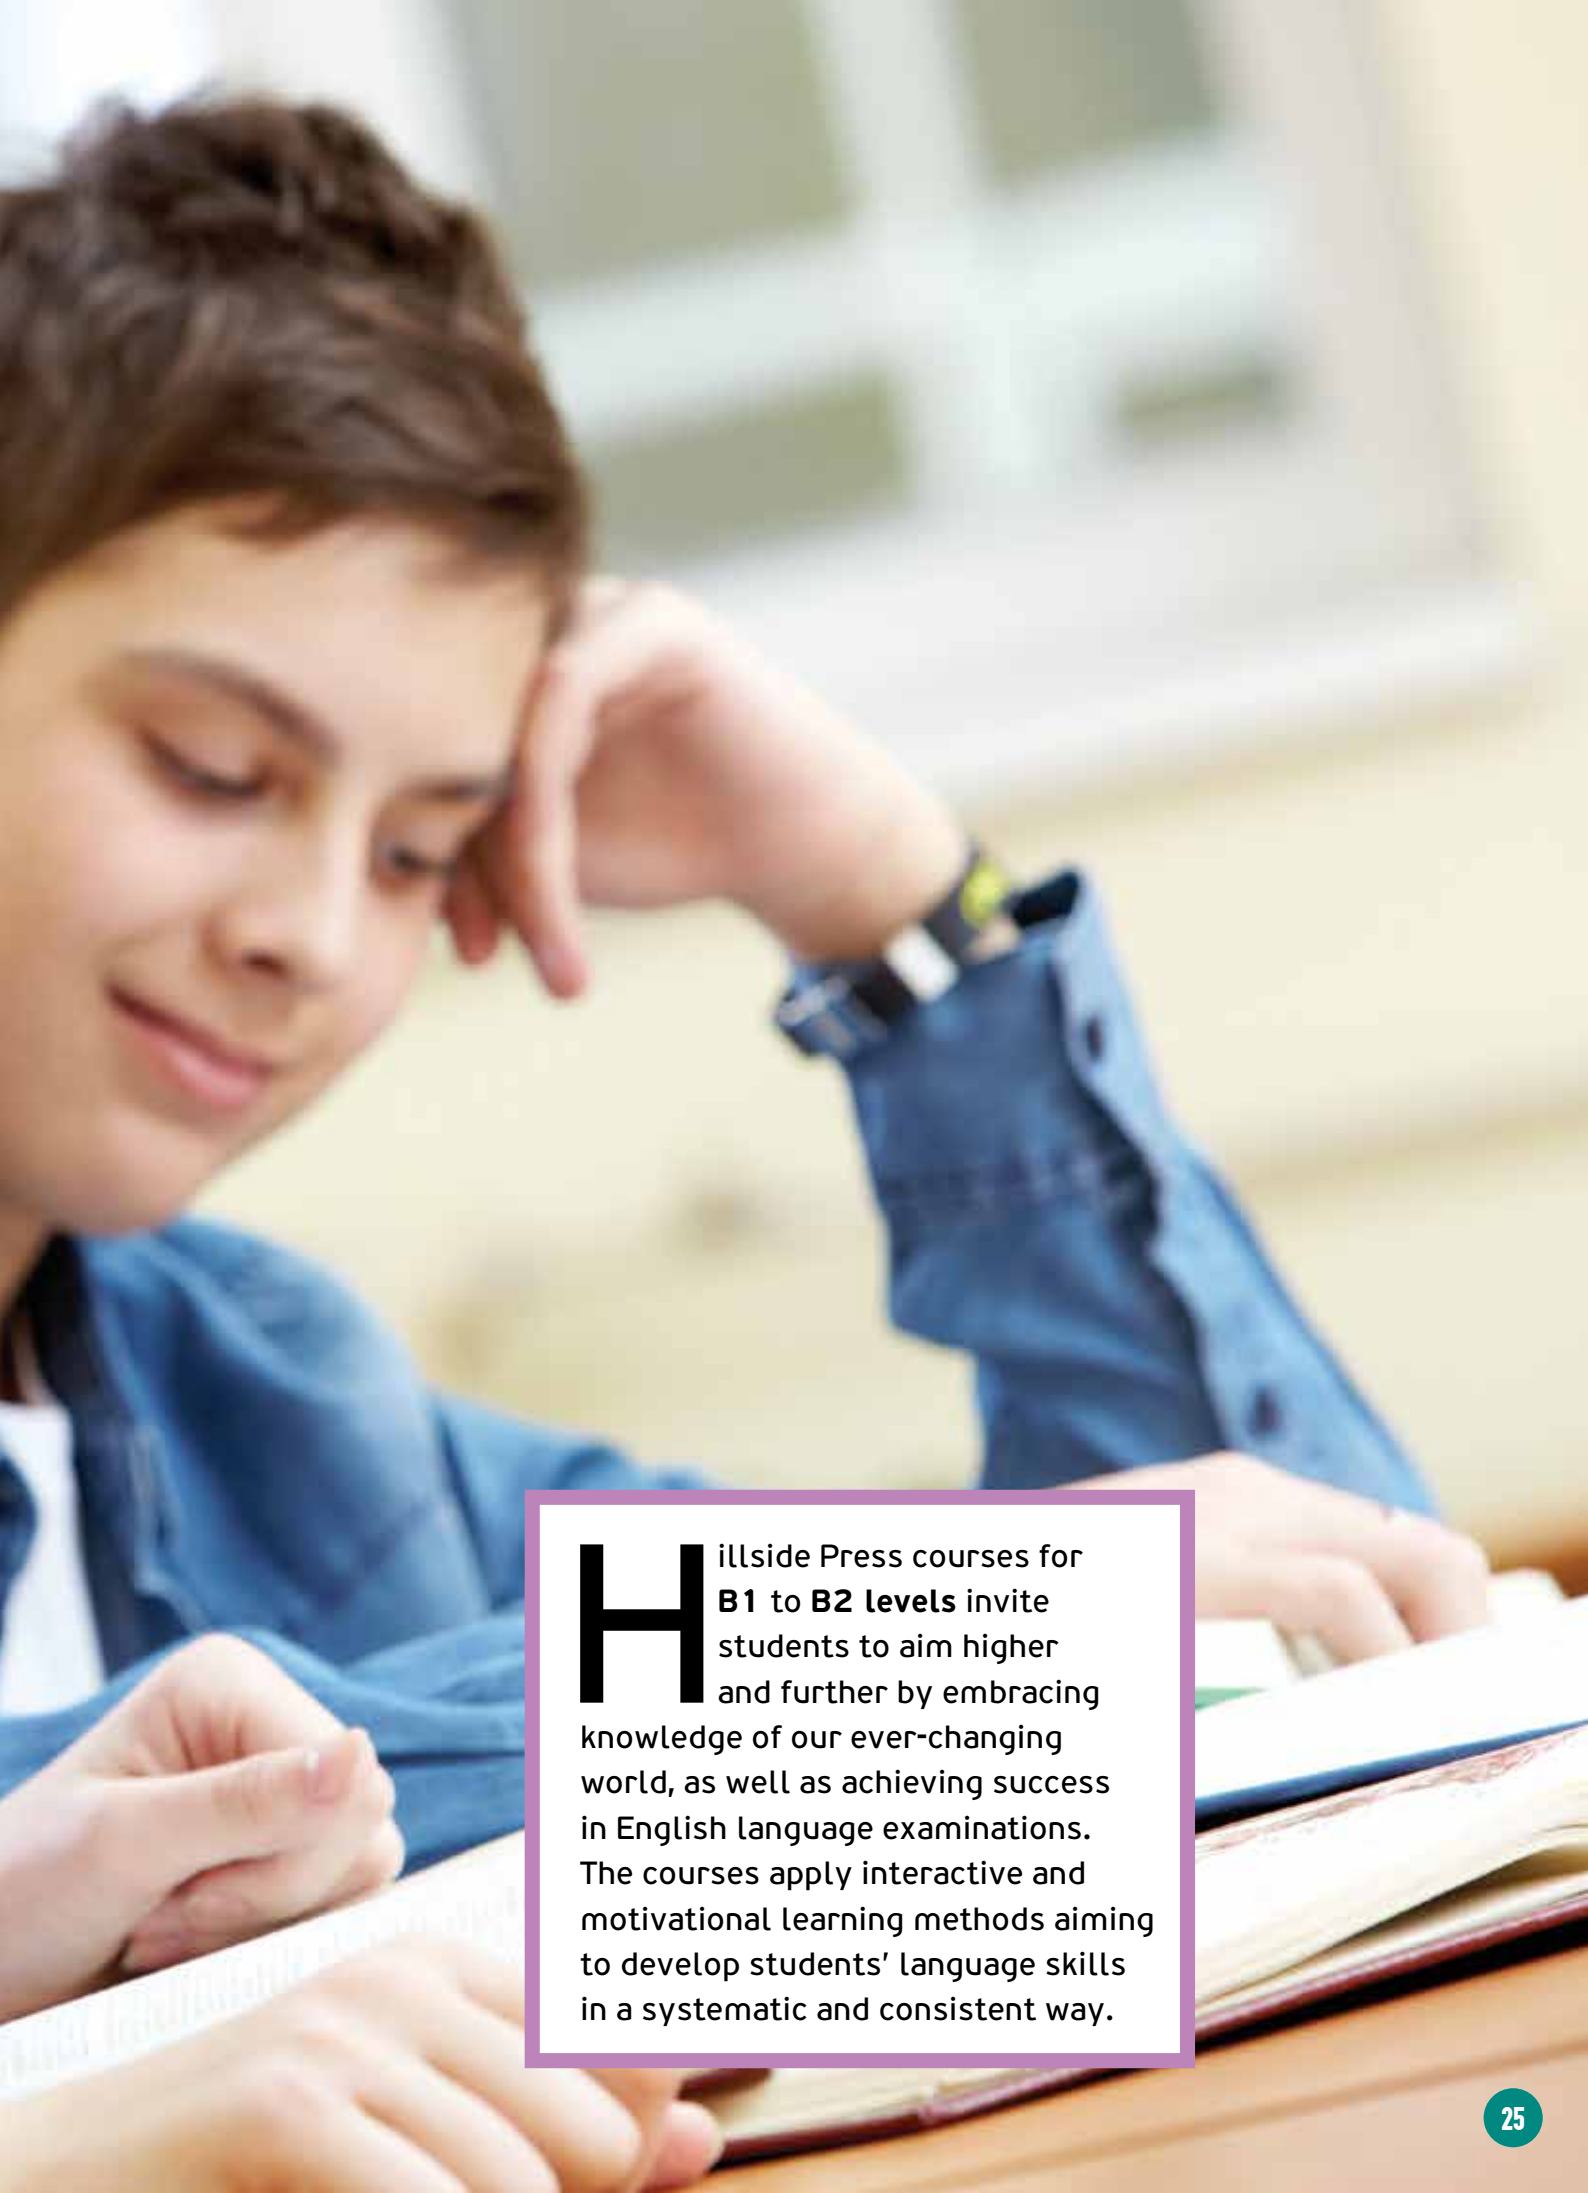 Hillside Press courses for
B1 to B2 levels invite
students to aim higher
and further by embracing
knowledge of our ever-changing
world, as well as achieving success
in English language examinations.
The courses apply interactive and
motivational learning methods aiming
to develop students' language skills
in a systematic and consistent way.
25